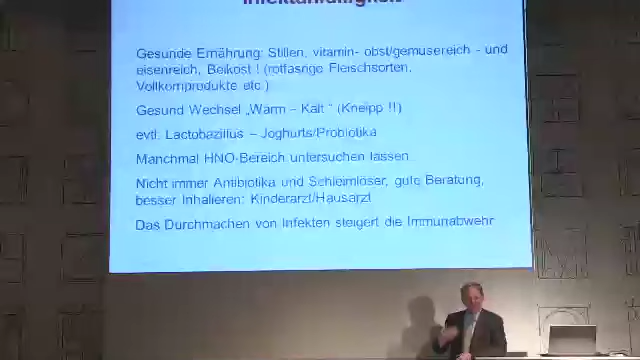 Infektanfälligkeit
Gesunde Ernährung: Stillen, vitamin- obst/gemüsereich - und
eisenreich, Beikost ! (rotfasrige Fleischsorten,
Vollkornprodukte etc.)
Gesund Wechsel „Warm – Kalt " (Kneipp !!)
evtl. Lactobazillus – Joghurts/Probiotika
Manchmal HNO-Bereich untersuchen lassen
Nicht immer Antibiotika und Schleimlöser, gute Beratung,
besser Inhalieren: Kinderarzt/Hausarzt
Das Durchmachen von Infekten steigert die Immunabwehr